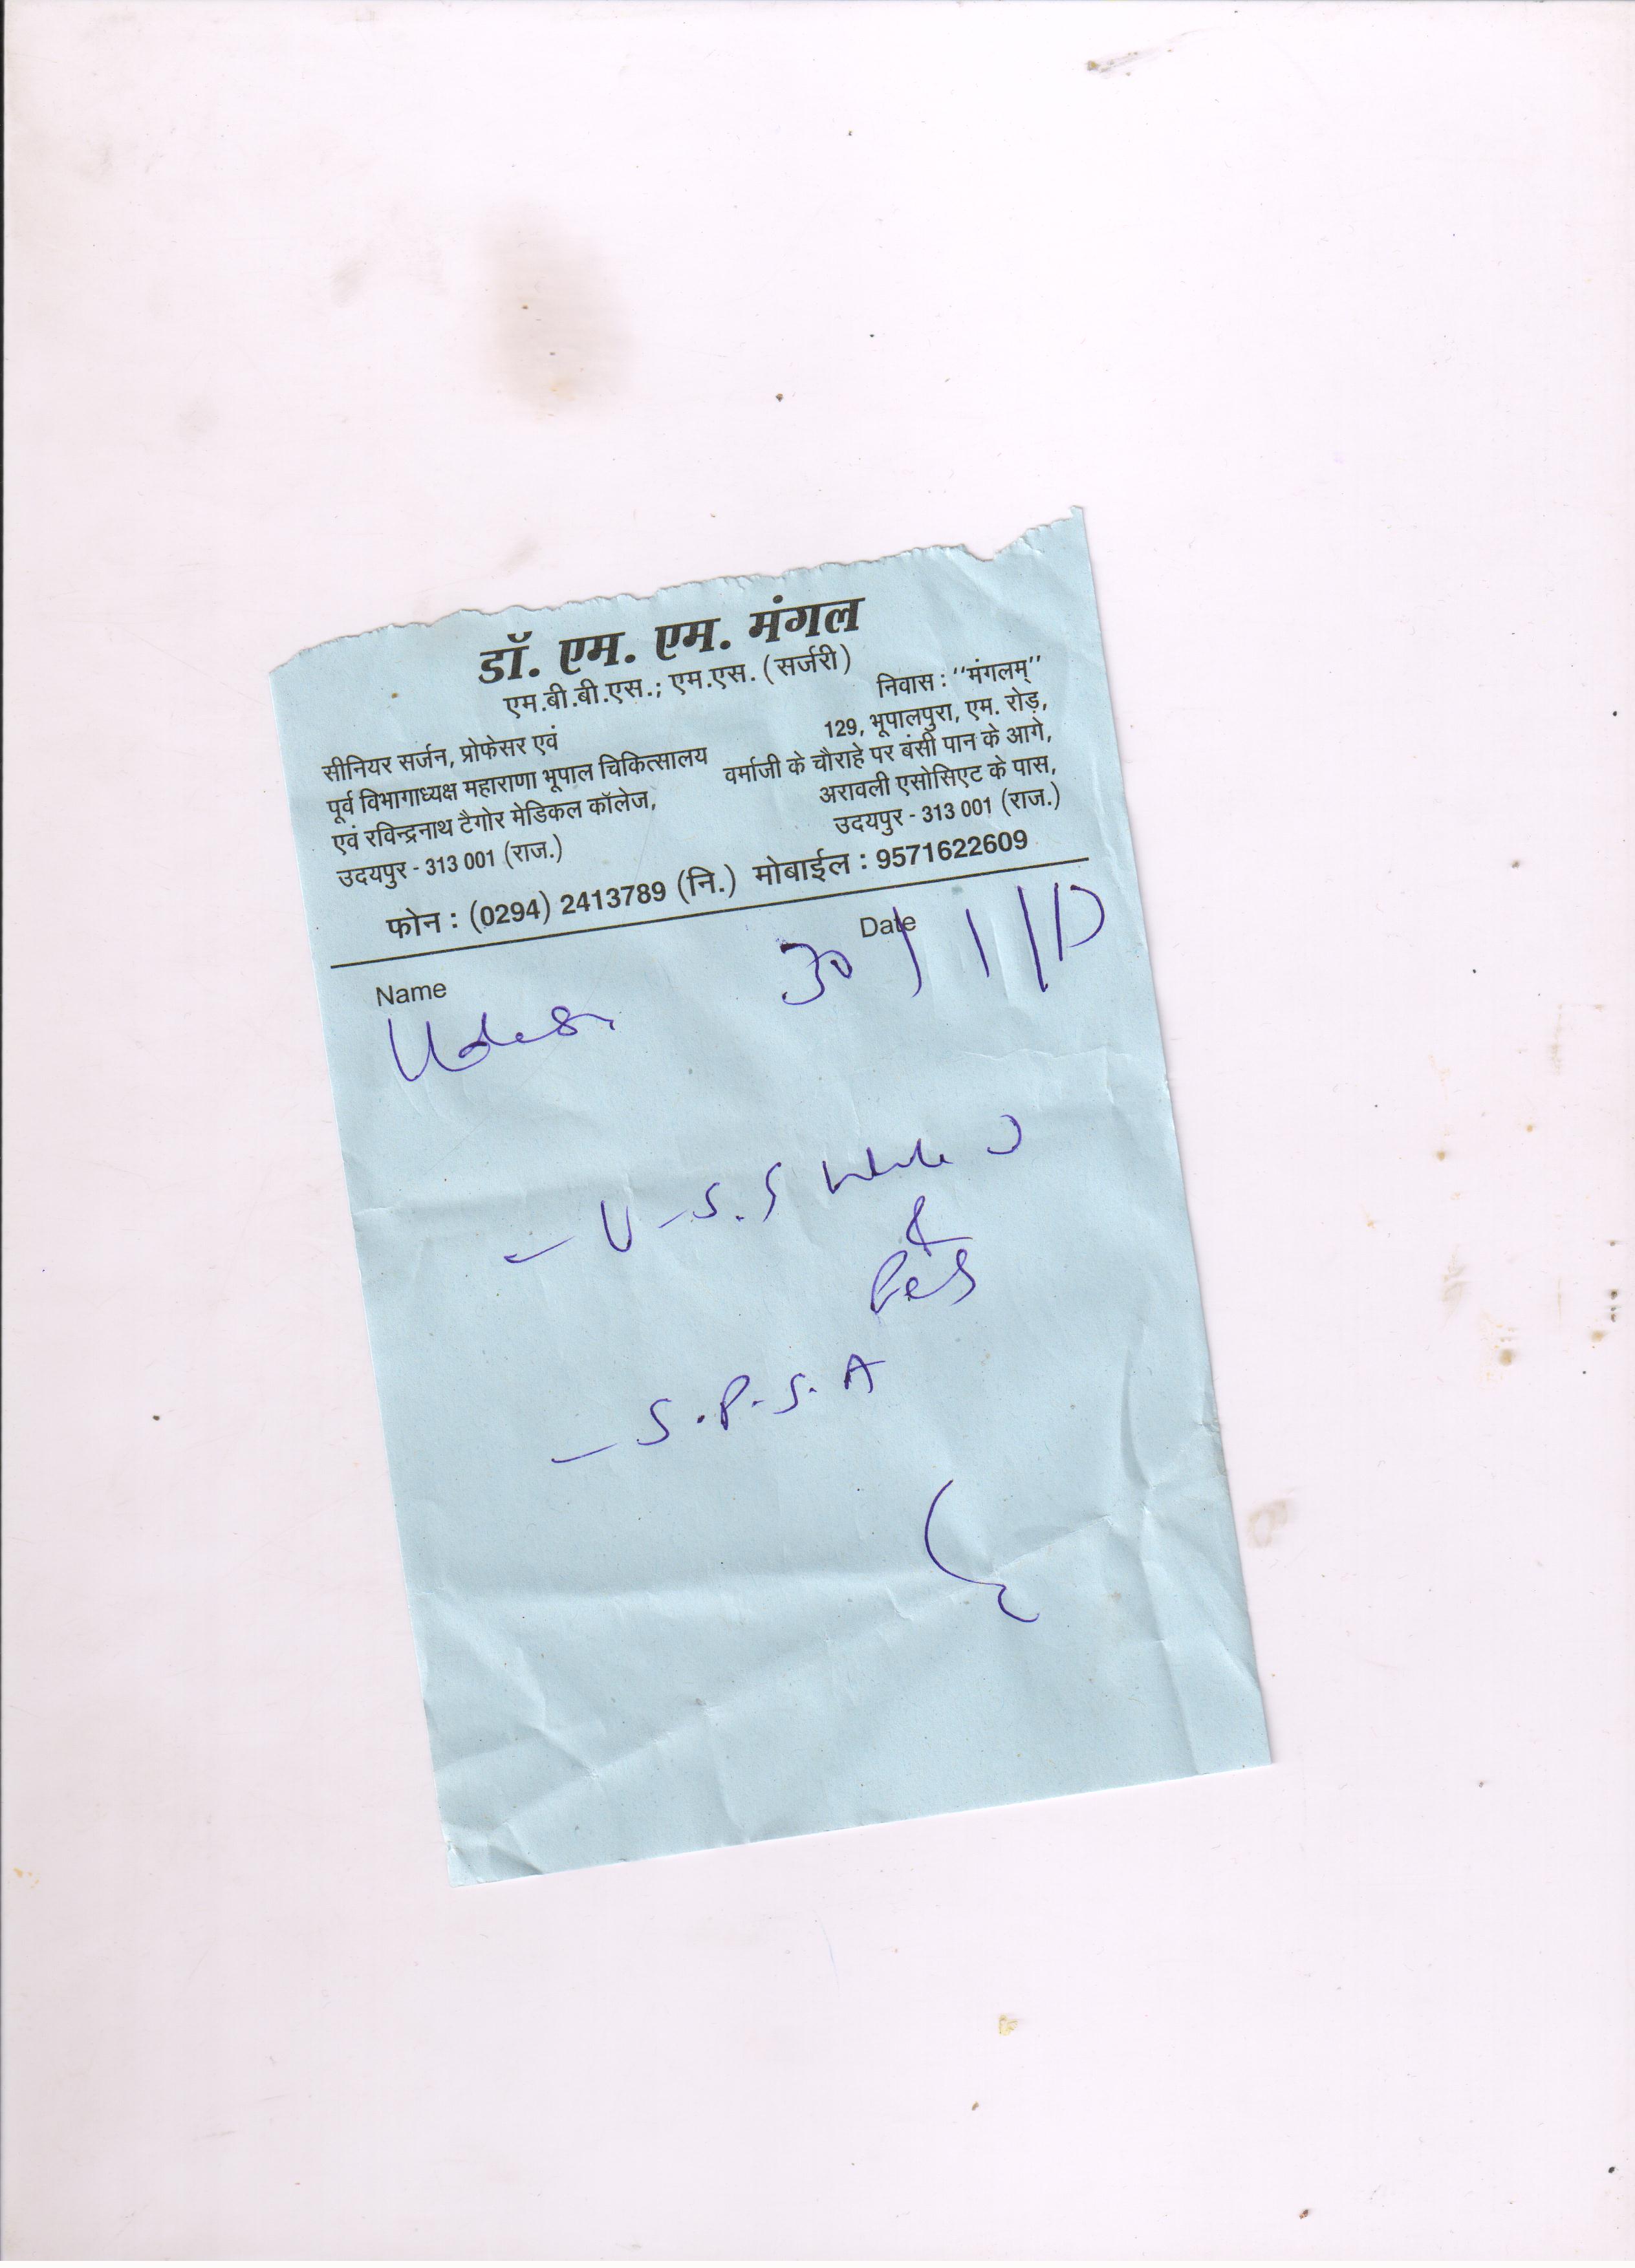 डॉ. एम. एम. मंगल
एम.बी.बी.एस.; एम.एस. (सर्जरी)
सीनियर सर्जन, प्रोफेसर एवं
पूर्व विभागाध्यक्ष महाराणा भूपाल चिकित्सालय
एवं रविन्द्रनाथ टैगोर मेडिकल कॉलेज,
उदयपुर - 313 001 (राज.)
निवास : ''मंगलम्''
129, भूपालपुरा, एम. रोड़,
वर्माजी के चौराहे पर बंसी पान के आगे,
अरावली एसोसिएट के पास,
उदयपुर - 313 001 (राज.)
फोन : (0294) 2413789 (नि.) मोबाईल : 9571622609
Name
Date
30/1/
- U-S.S
&
- S.P.S.A